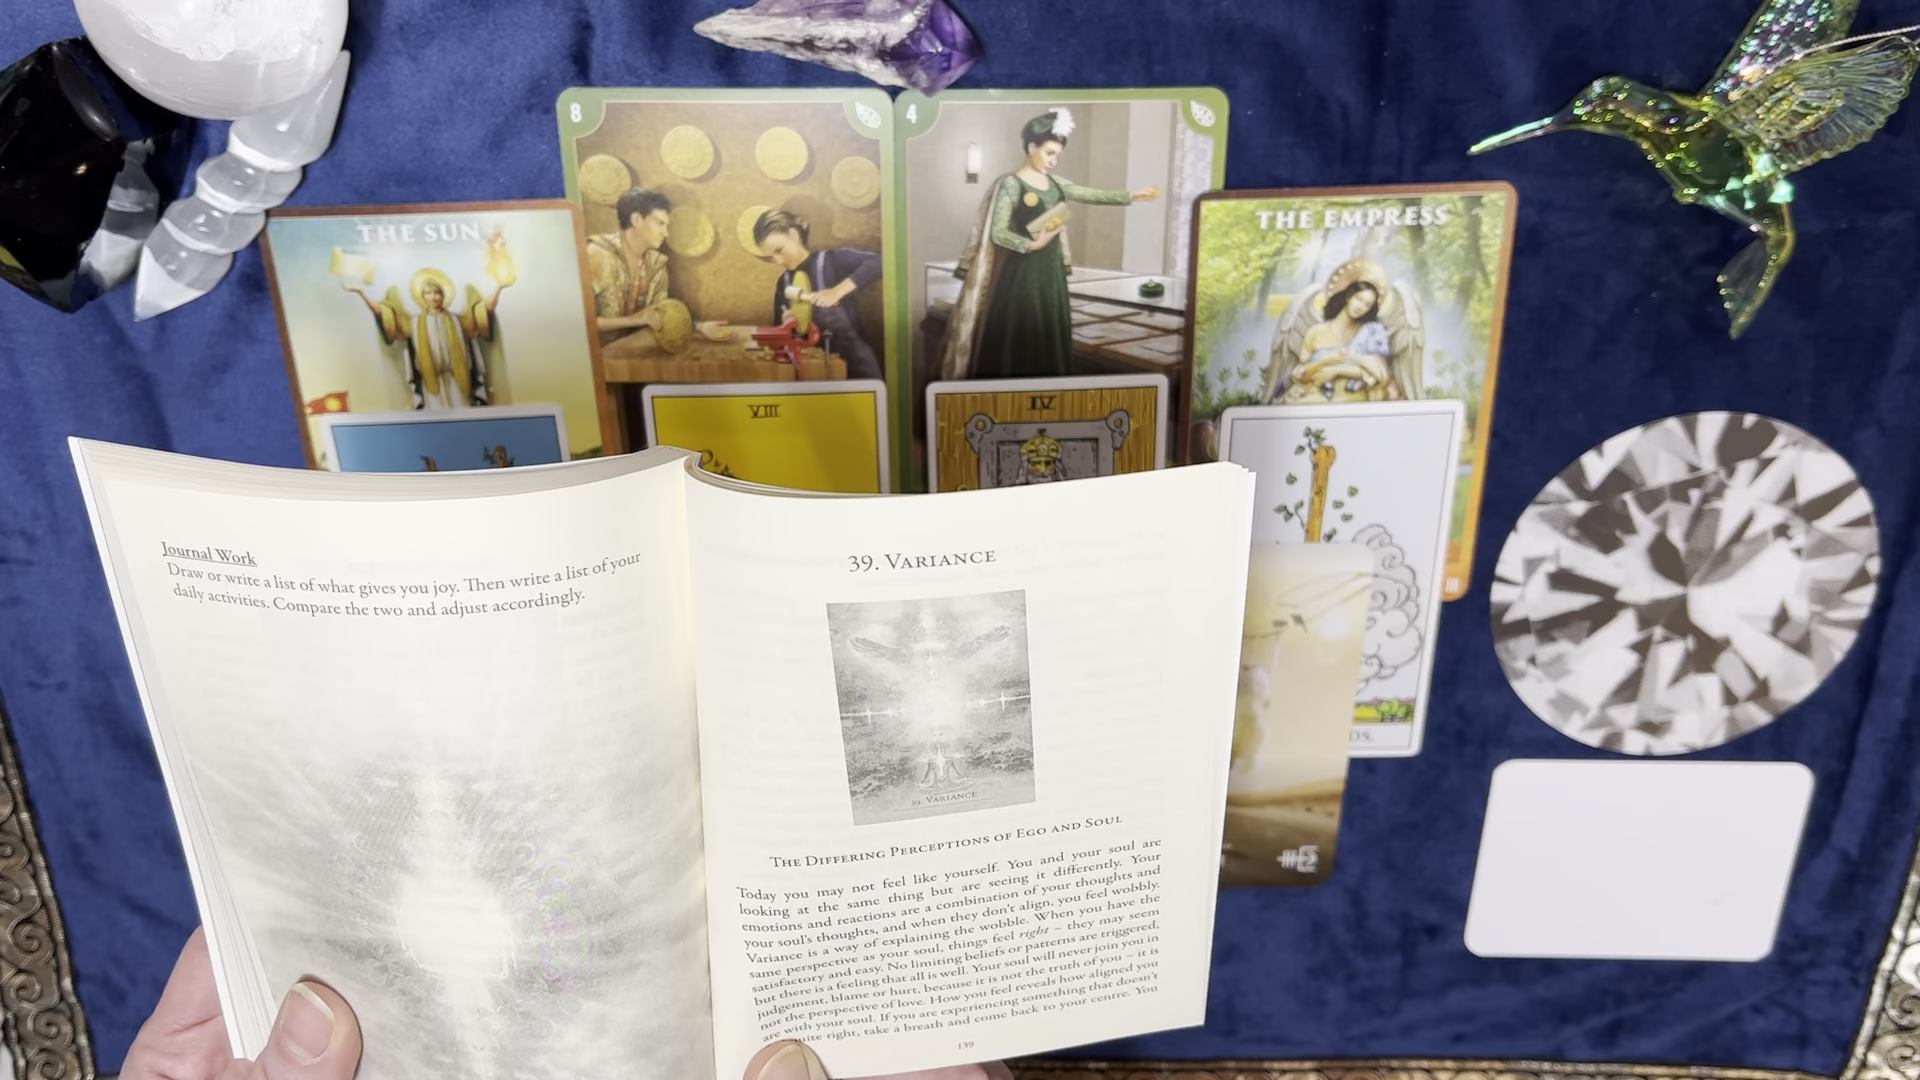 8
4
THE SUN
THE EMPRESS
VIII
IV
Journal Work
Draw or write a list of what gives you joy. Then write a list of your
daily activities. Compare the two and adjust accordingly.
39. VARIANCE
39. VARIANCE
THE DIFFERING PERCEPTIONS OF EGO AND SOUL
Today you may not feel like yourself. You and your soul are
looking at the same thing but are seeing it differently. Your
emotions and reactions are a combination of your thoughts and
your soul's thoughts, and when they don't align, you feel wobbly.
Variance is a way of explaining the wobble. When you have the
same perspective as your soul, things feel right – they may seem
satisfactory and easy. No limiting beliefs or patterns are triggered,
but there is a feeling that all is well. Your soul will never join you in
judgement, blame or hurt, because it is not the truth of you – it is
not the perspective of love. How you feel reveals how aligned you
are with your soul. If you are experiencing something that doesn't
quite right, take a breath and come back to your centre. You
139
DS.